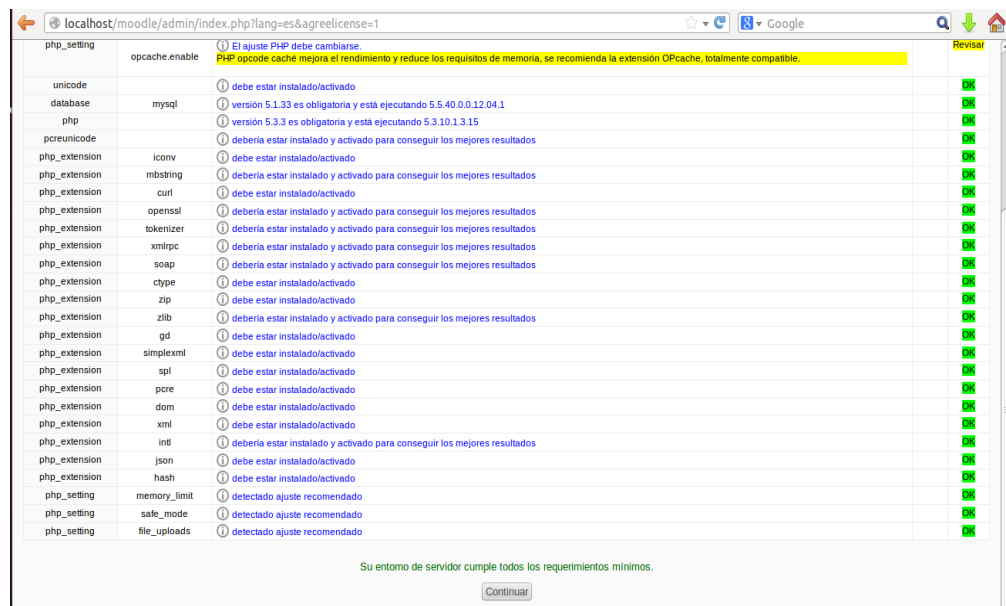 localhost/moodle/admin/index.php?lang=es&agreelicense=1 Google
php_setting opcache.enable El ajuste PHP debe cambiarse. Revisar
PHP opcode caché mejora el rendimiento y reduce los requisitos de memoria, se recomienda la extensión OPcache, totalmente compatible.
unicode debe estar instalado/activado OK
database mysql versión 5.1.33 es obligatoria y está ejecutando 5.5.40.0.0.12.04.1 OK
php versión 5.3.3 es obligatoria y está ejecutando 5.3.10.1.3.15 OK
pcreunicode debería estar instalado y activado para conseguir los mejores resultados OK
php_extension iconv debe estar instalado/activado OK
php_extension mbstring debería estar instalado y activado para conseguir los mejores resultados OK
php_extension curl debe estar instalado/activado OK
php_extension openssl debería estar instalado y activado para conseguir los mejores resultados OK
php_extension tokenizer debería estar instalado y activado para conseguir los mejores resultados OK
php_extension xmlrpc debería estar instalado y activado para conseguir los mejores resultados OK
php_extension soap debería estar instalado y activado para conseguir los mejores resultados OK
php_extension ctype debe estar instalado/activado OK
php_extension zip debe estar instalado/activado OK
php_extension zlib debería estar instalado y activado para conseguir los mejores resultados OK
php_extension gd debe estar instalado/activado OK
php_extension simplexml debe estar instalado/activado OK
php_extension spl debe estar instalado/activado OK
php_extension pcre debe estar instalado/activado OK
php_extension dom debe estar instalado/activado OK
php_extension xml debe estar instalado/activado OK
php_extension intl debería estar instalado y activado para conseguir los mejores resultados OK
php_extension json debe estar instalado/activado OK
php_extension hash debe estar instalado/activado OK
php_setting memory_limit detectado ajuste recomendado OK
php_setting safe_mode detectado ajuste recomendado OK
php_setting file_uploads detectado ajuste recomendado OK
Su entorno de servidor cumple todos los requerimientos mínimos.
Continuar